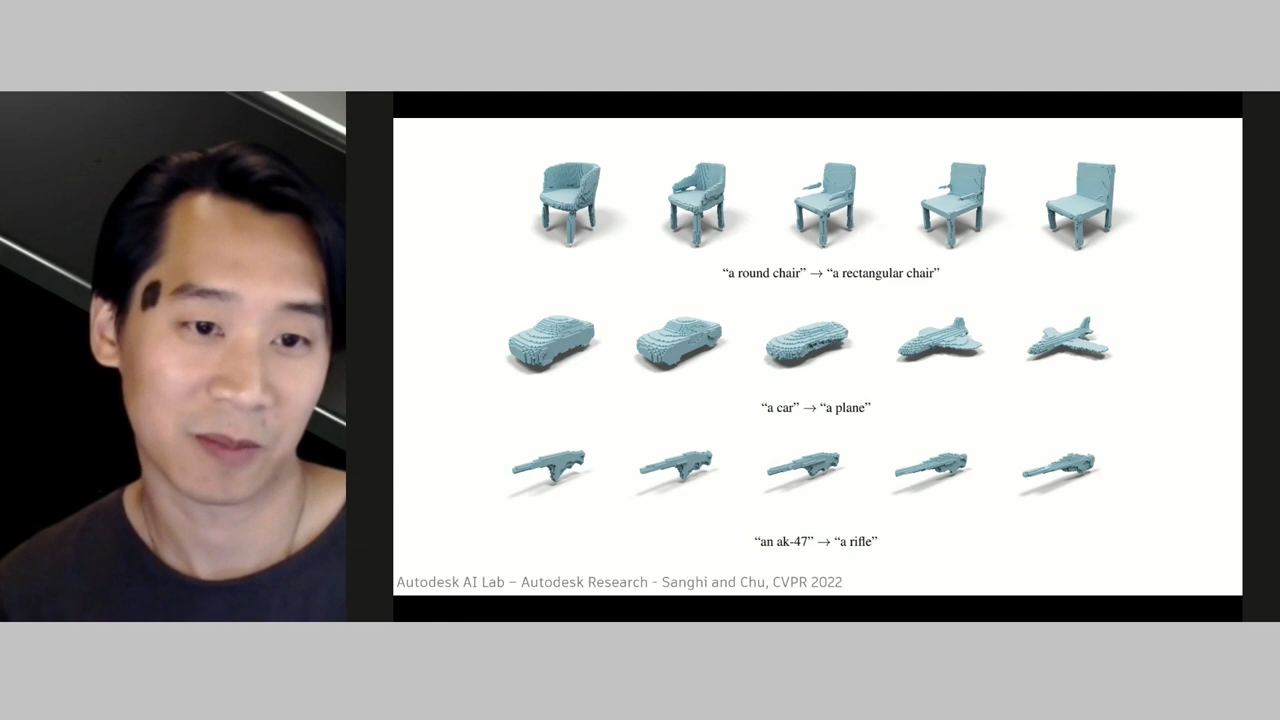 “a round chair” → “a rectangular chair”
“a car” → “a plane”
“an ak-47” → “a rifle”
Autodesk AI Lab – Autodesk Research - Sanghi and Chu, CVPR 2022